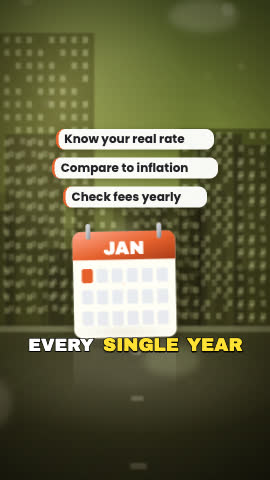 Know your real rate
Compare to inflation
Check fees yearly
JAN
EVERY SINGLE YEAR